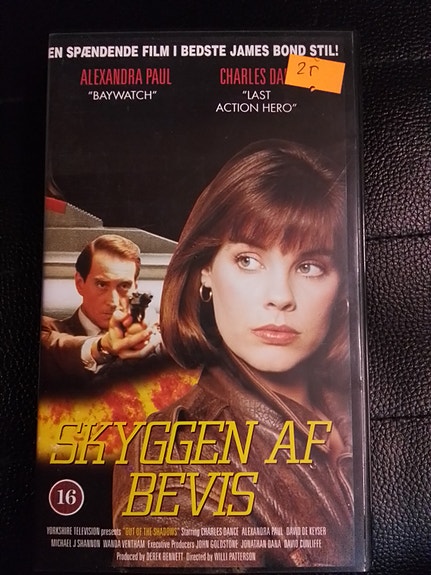 EN SPÆNDENDE FILM I BEDSTE JAMES BOND STIL!
ALEXANDRA PAUL
"BAYWATCH"
CHARLES DA
"LAST
ACTION HERO"
SKYGGEN AF
BEVIS
16
YORKSHIRE TELEVISION presents "OUT OF THE SHADOWS" Starring CHARLES DANCE ALEXANDRA PAUL DAVID DE KEYSER
MICHAEL J SHANNON WANDA VENTHAM Executive Producers JOHN GOLDSTONE JONATHAN DANA DAVID CUNLIFFE
Produced by DEREK BENNETT Directed by WILLI PATTERSON